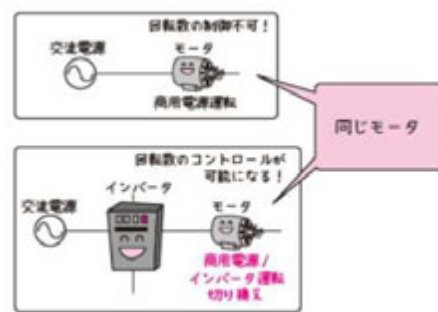 回転数の制御不可！
交流電源
モータ
商用電源運転
同じモータ
回転数のコントロールが
可能になる！
インバータ
交流電源
モータ
商用電源/
インバータ運転
切り換え